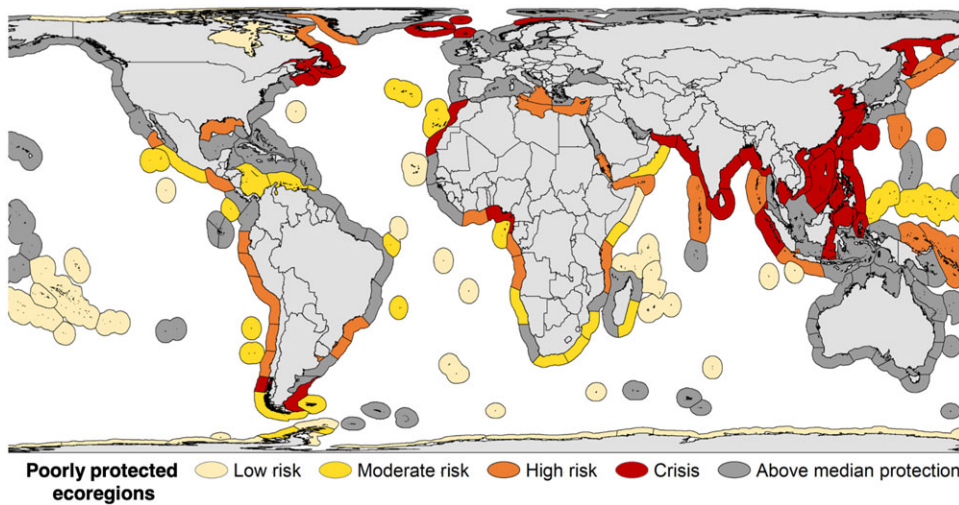 Poorly protected
ecoregions
Low risk
Moderate risk
High risk
Crisis
Above median protection